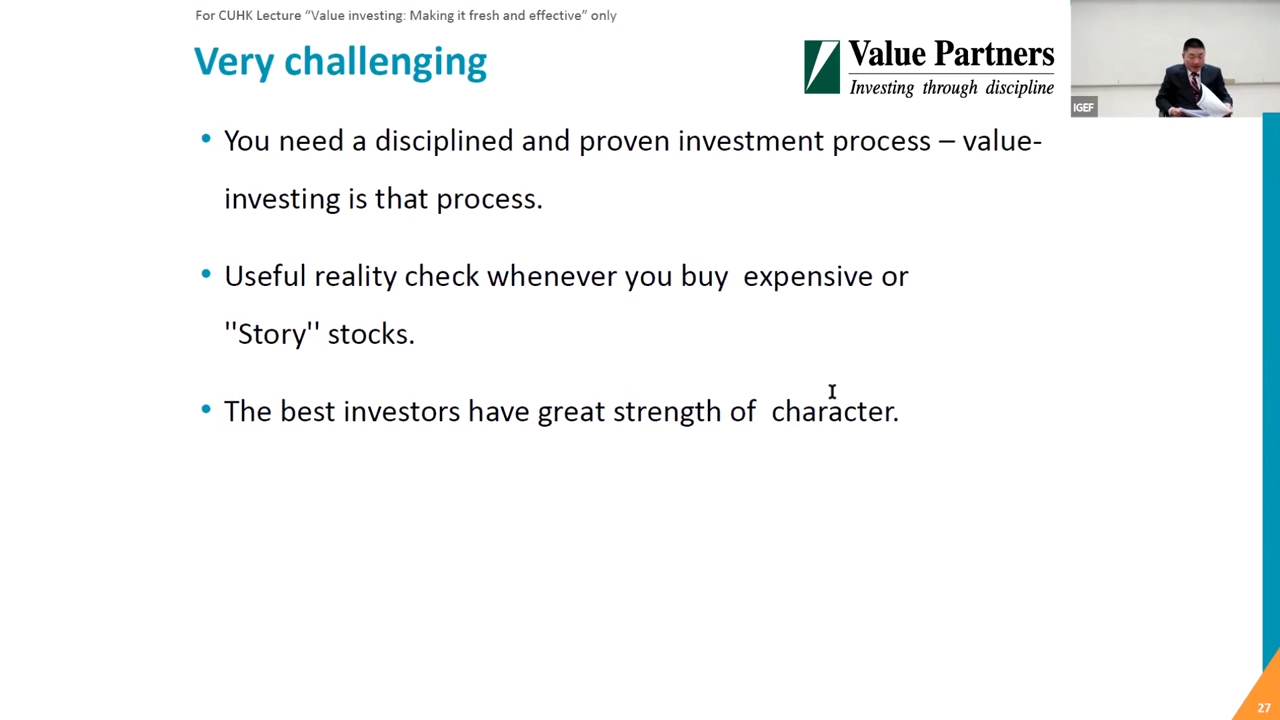 For CUHK Lecture “Value investing: Making it fresh and effective” only
Very challenging
Value Partners
Investing through discipline
IGEF
• You need a disciplined and proven investment process – value-
investing is that process.
• Useful reality check whenever you buy  expensive or
"Story" stocks.
• The best investors have great strength of  character.
27